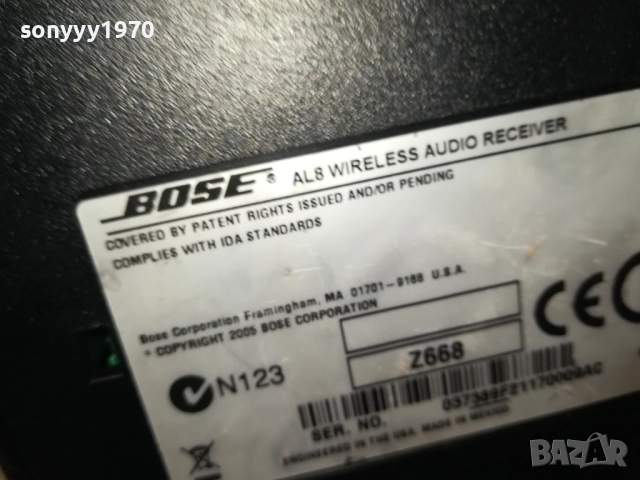 sonyyy1970
BOSE ® AL8 WIRELESS AUDIO RECEIVER
COVERED BY PATENT RIGHTS ISSUED AND/OR PENDING
COMPLIES WITH IDA STANDARDS
Bose Corporation Framingham, MA 01701-9168 U.S.A.
© COPYRIGHT 2005 BOSE CORPORATION
CE
Z668
N123
SER. NO. 037389F21170009AC
ENGINEERED IN THE USA. MADE IN MEXICO
BAZAR